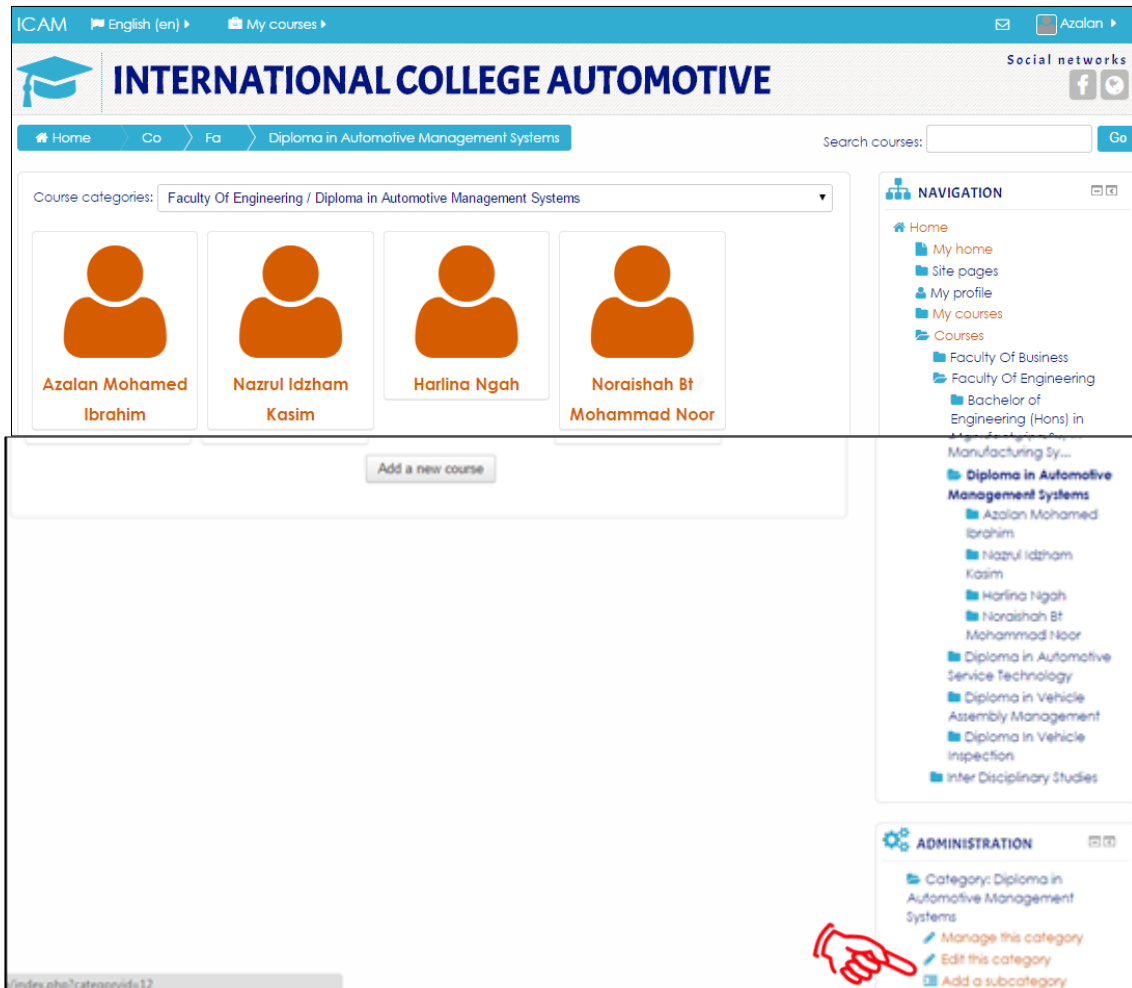 ICAM English (en) My courses Azalan
INTERNATIONAL COLLEGE AUTOMOTIVE
Social networks
Home Co Fa Diploma in Automotive Management Systems
Search courses: Go
Course categories: Faculty Of Engineering / Diploma in Automotive Management Systems
Azalan Mohamed
Ibrahim
Nazrul Idzham
Kasim
Harlina Ngah
Noraishah Bt
Mohammad Noor
Add a new course
NAVIGATION
Home
My home
Site pages
My profile
My courses
Courses
Faculty Of Business
Faculty Of Engineering
Bachelor of
Engineering (Hons) in
Manufacturing Sy...
Diploma in Automotive
Management Systems
Azalan Mohamed
Ibrahim
Nazrul Idzham
Kasim
Harlina Ngah
Noraishah Bt
Mohammad Noor
Diploma in Automotive
Service Technology
Diploma in Vehicle
Assembly Management
Diploma In Vehicle
Inspection
Inter Disciplinary Studies
ADMINISTRATION
Category: Diploma in
Automotive Management
Systems
Manage this category
Edit this category
Add a subcategory
/index.php?categoryid=12